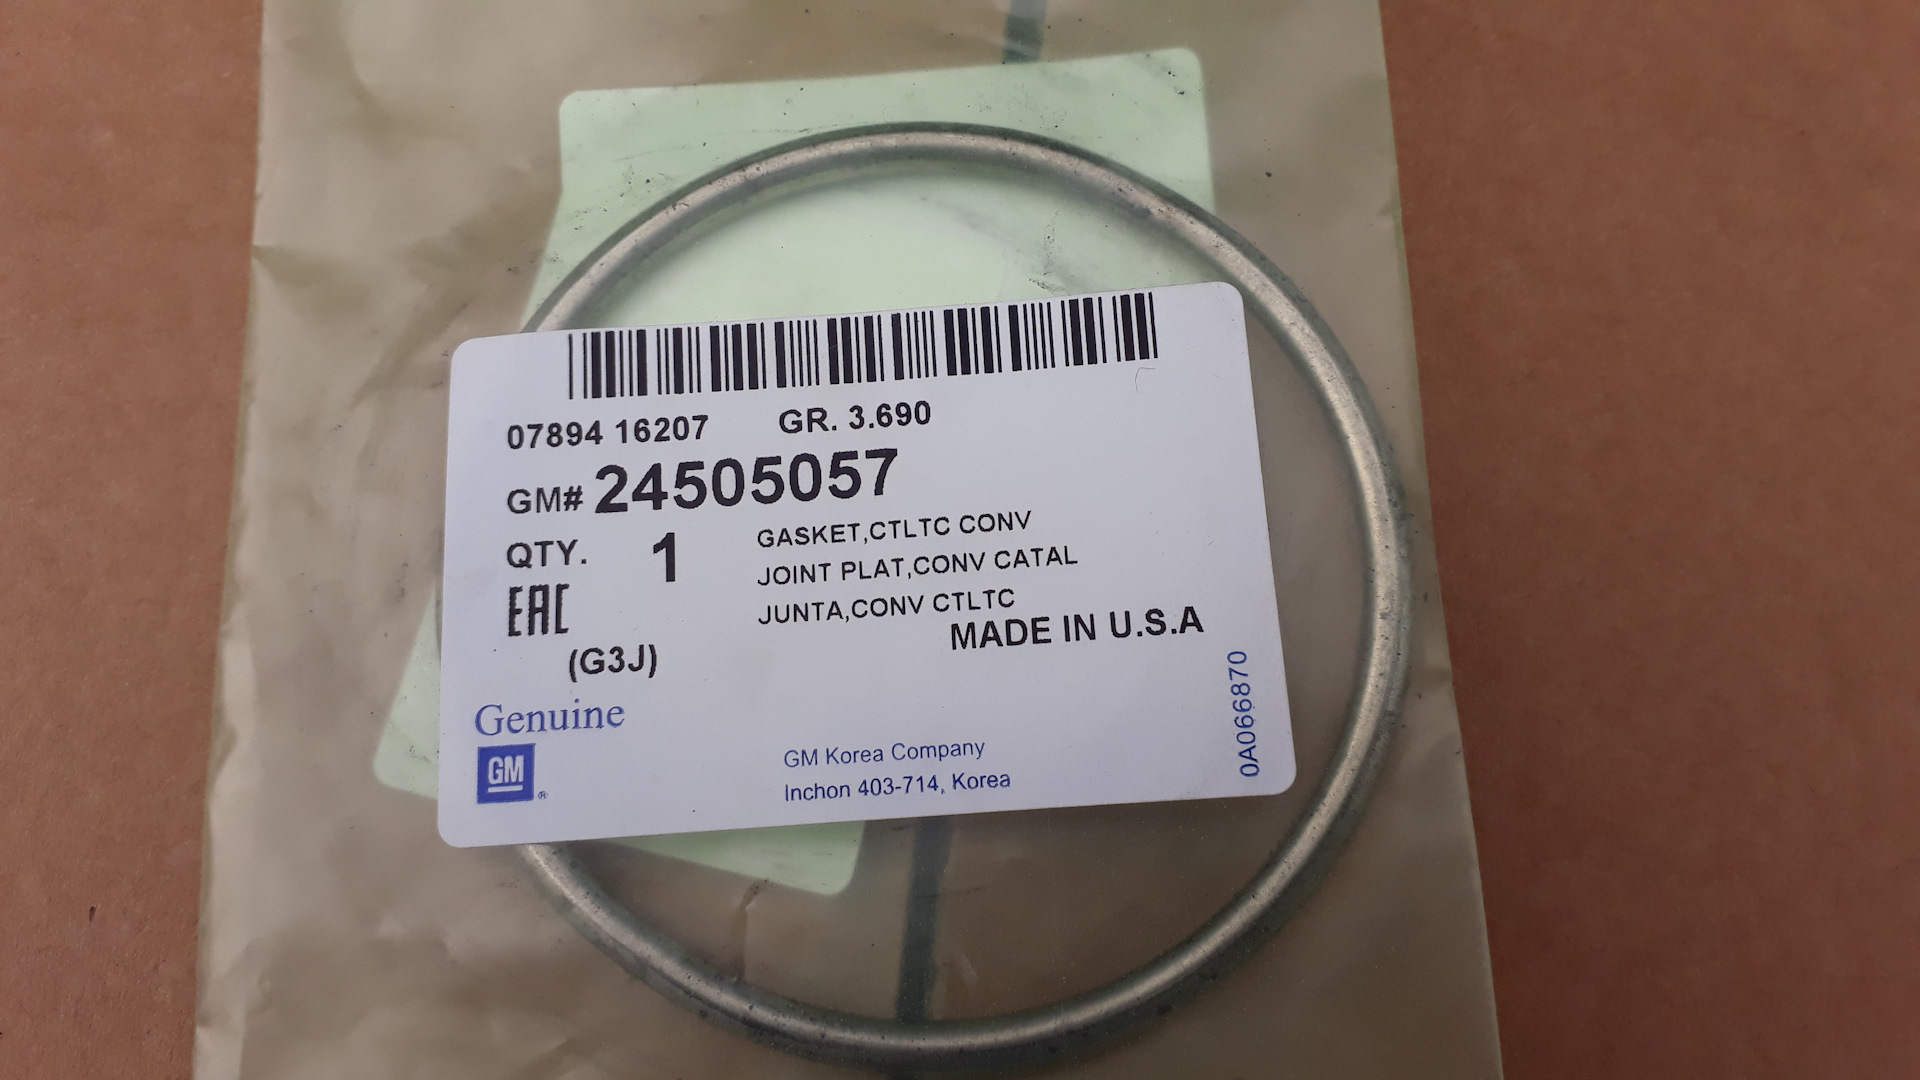 07894 16207 GR. 3.690
GM# 24505057
QTY. 1
GASKET,CTLTC CONV
JOINT PLAT,CONV CATAL
JUNTA,CONV CTLTC
EAC
MADE IN U.S.A
(G3J)
Genuine
GM ®
GM Korea Company
Inchon 403-714, Korea
0A066870